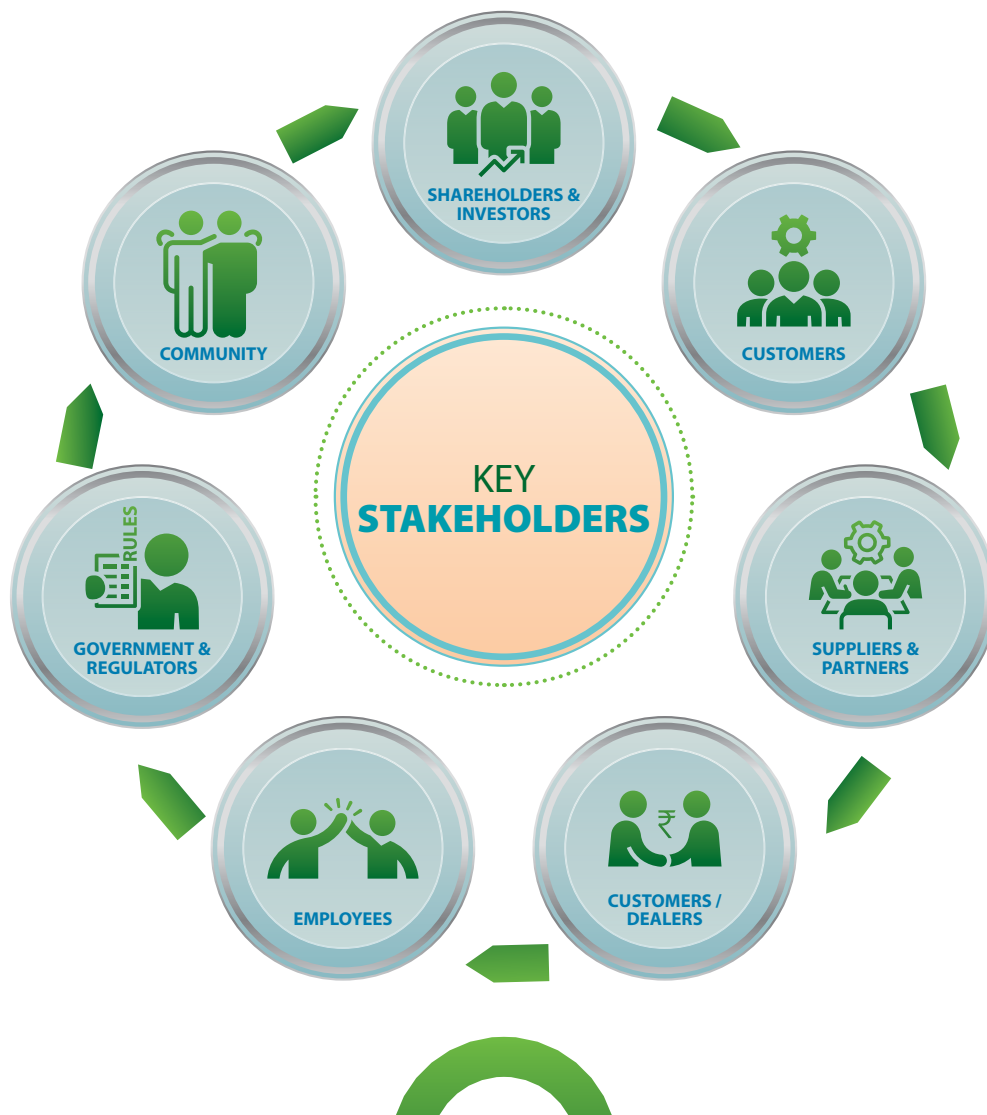 SHAREHOLDERS &
INVESTORS
CUSTOMERS
SUPPLIERS &
PARTNERS
₹
CUSTOMERS /
DEALERS
EMPLOYEES
RULES
GOVERNMENT &
REGULATORS
COMMUNITY
KEY
STAKEHOLDERS